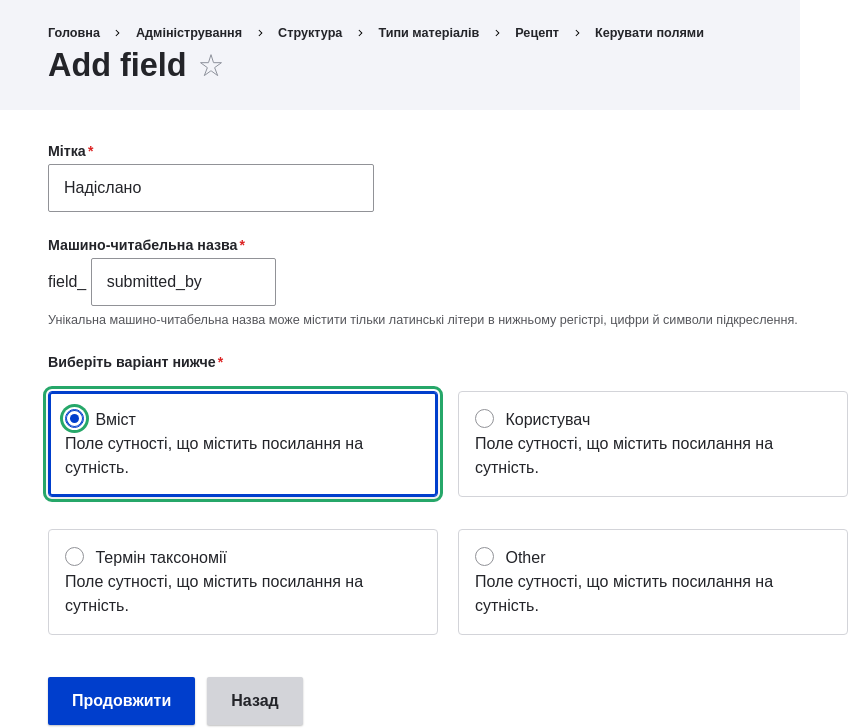 Головна > Адміністрування > Структура > Типи матеріалів > Рецепт > Керувати полями
Add field ☆
Мітка*
Надіслано
Машино-читабельна назва*
field_ submitted_by
Унікальна машино-читабельна назва може містити тільки латинські літери в нижньому регістрі, цифри й символи підкреслення.
Виберіть варіант нижче*
Вміст
Поле сутності, що містить посилання на
сутність.
Користувач
Поле сутності, що містить посилання на
сутність.
Термін таксономії
Поле сутності, що містить посилання на
сутність.
Other
Поле сутності, що містить посилання на
сутність.
Продовжити Назад